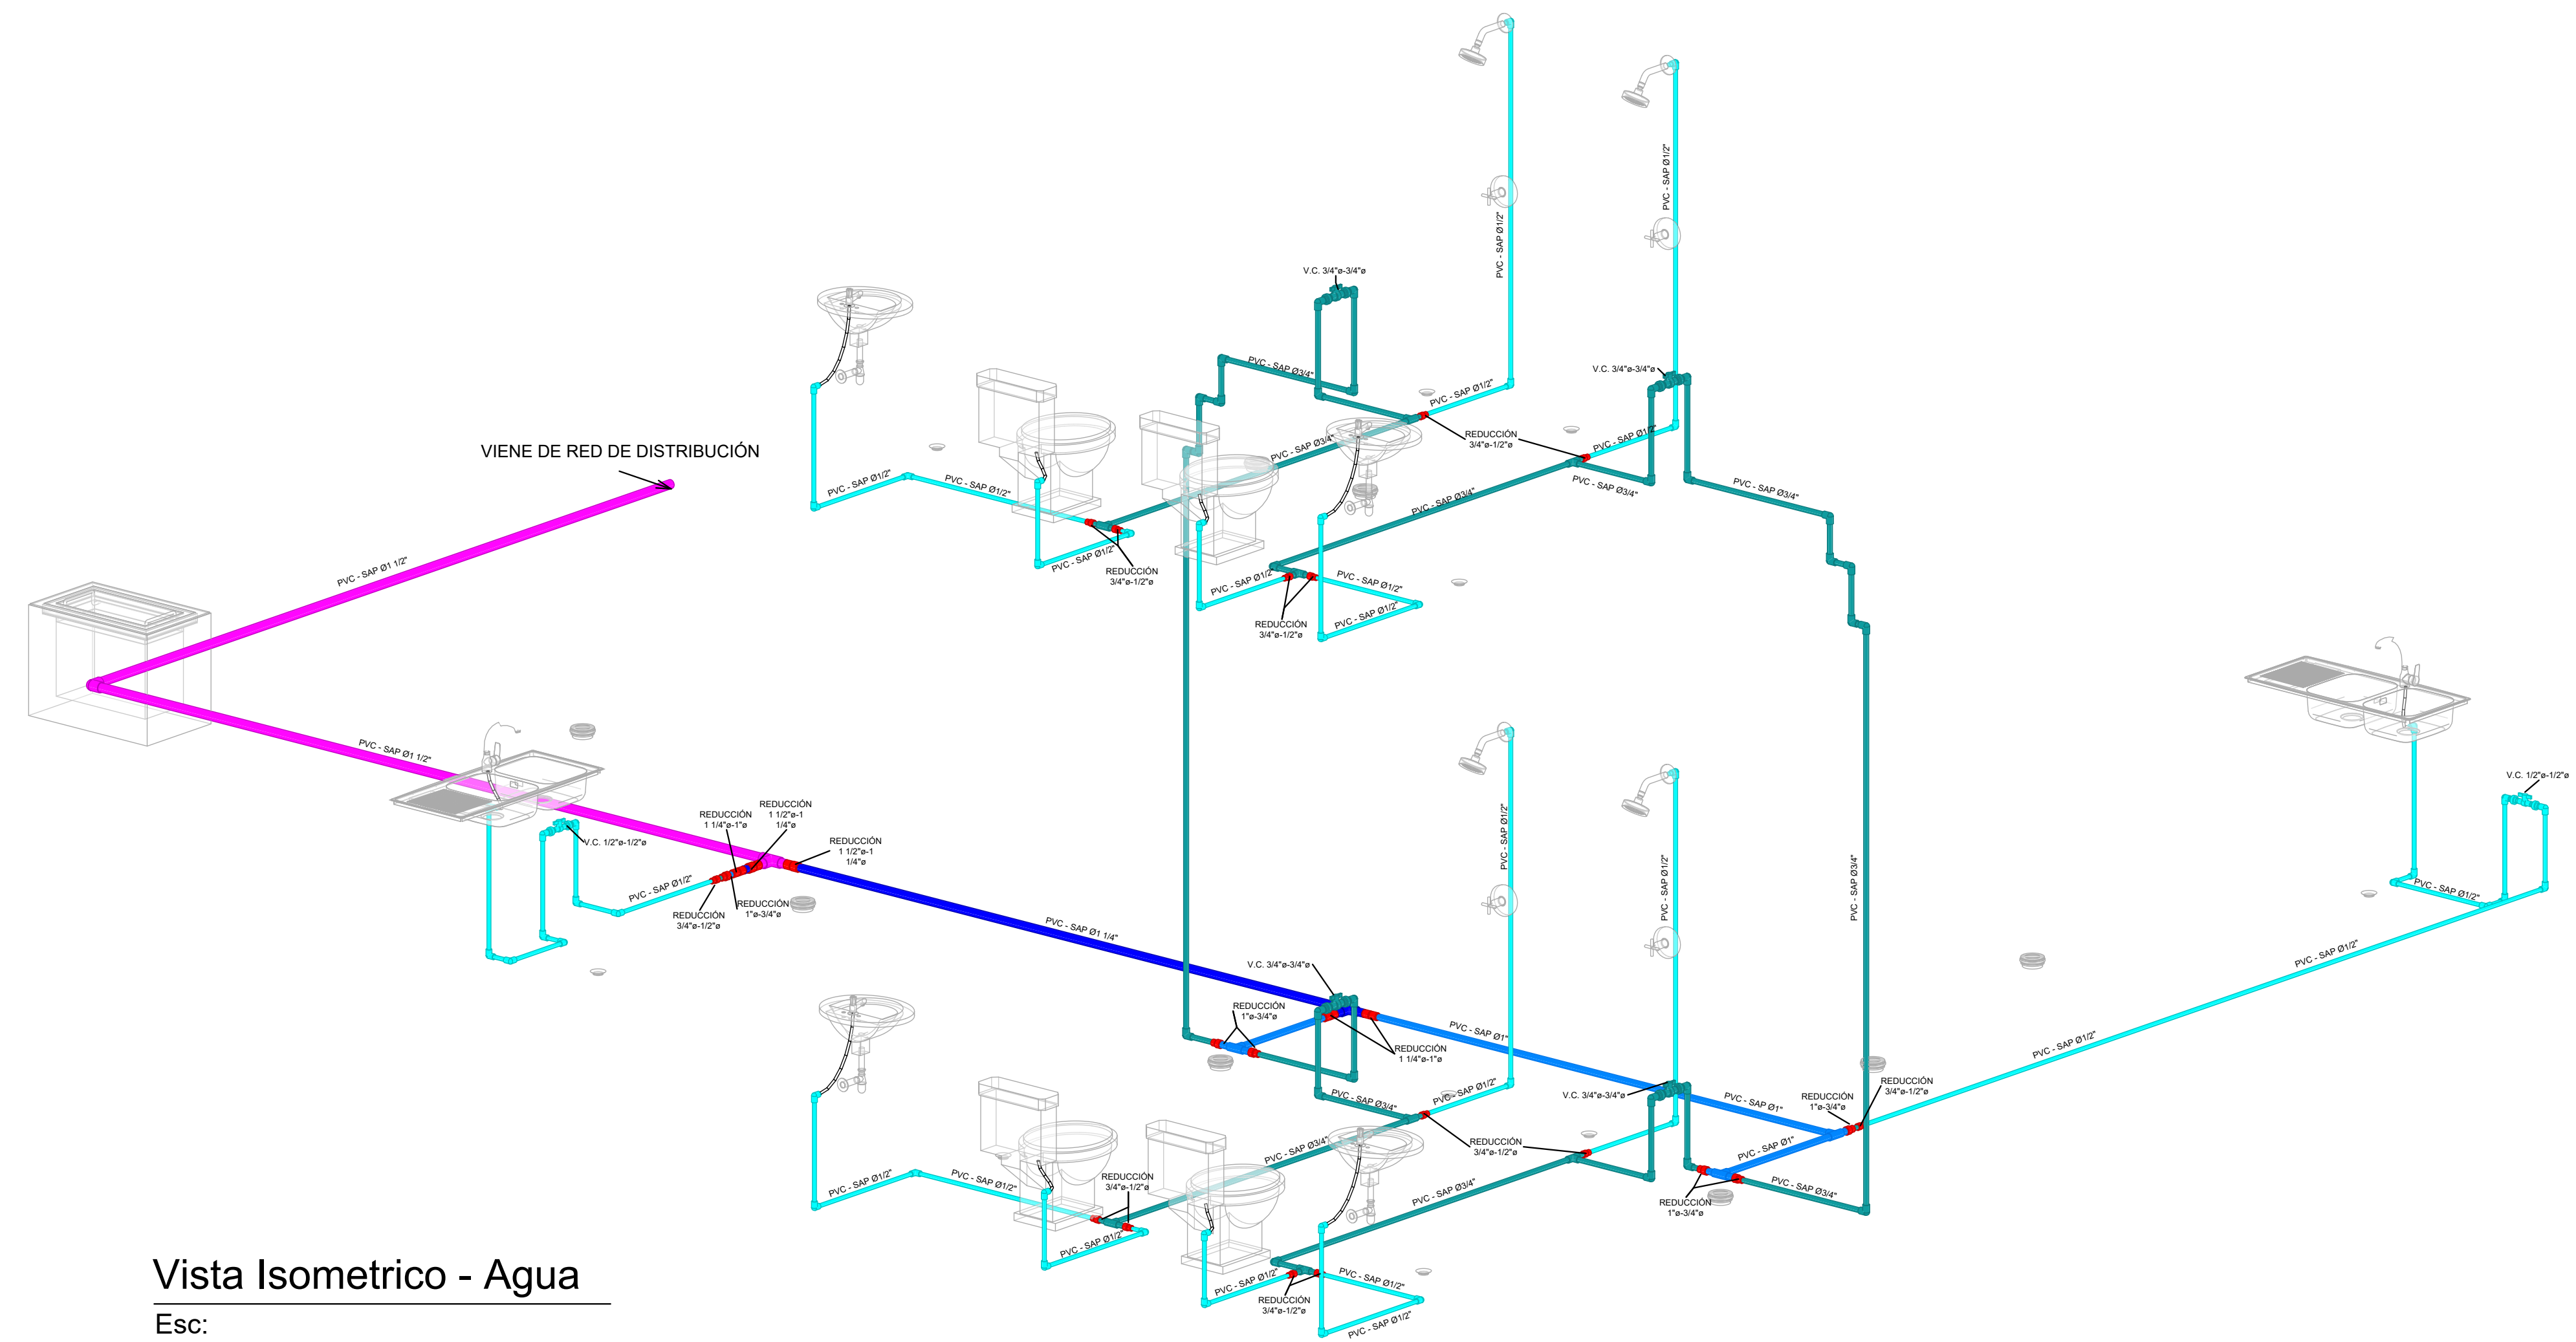 PVC - SAP Ø1/2"
PVC - SAP Ø1/2"
V.C. 3/4"ø-3/4"ø
PVC - SAP Ø3/4"
V.C. 3/4"ø-3/4"ø
PVC - SAP Ø1/2"
REDUCCIÓN
3/4"ø-1/2"ø
PVC - SAP Ø1/2"
VIENE DE RED DE DISTRIBUCIÓN
PVC - SAP Ø3/4"
PVC - SAP Ø1/2"
PVC - SAP Ø1/2"
PVC - SAP Ø3/4"
PVC - SAP Ø3/4"
PVC - SAP Ø3/4"
PVC - SAP Ø1 1/2"
PVC - SAP Ø1/2"
REDUCCIÓN
3/4"ø-1/2"ø
PVC - SAP Ø1/2"
PVC - SAP Ø1/2"
PVC - SAP Ø1/2"
REDUCCIÓN
3/4"ø-1/2"ø
PVC - SAP Ø1 1/2"
V.C. 1/2"ø-1/2"ø
REDUCCIÓN
1 1/4"ø-1"ø
REDUCCIÓN
1 1/2"ø-1
1/4"ø
REDUCCIÓN
1 1/2"ø-1
1/4"ø
V.C. 1/2"ø-1/2"ø
PVC - SAP Ø1/2"
REDUCCIÓN
3/4"ø-1/2"ø
REDUCCIÓN
1"ø-3/4"ø
PVC - SAP Ø1/2"
PVC - SAP Ø1/2"
PVC - SAP Ø3/4"
PVC - SAP Ø1/2"
PVC - SAP Ø1 1/4"
PVC - SAP Ø1/2"
V.C. 3/4"ø-3/4"ø
REDUCCIÓN
1"ø-3/4"ø
PVC - SAP Ø1"
REDUCCIÓN
1 1/4"ø-1"ø
PVC - SAP Ø1/2"
PVC - SAP Ø1/2"
PVC - SAP Ø3/4"
V.C. 3/4"ø-3/4"ø
PVC - SAP Ø1"
REDUCCIÓN
1"ø-3/4"ø
REDUCCIÓN
3/4"ø-1/2"ø
REDUCCIÓN
3/4"ø-1/2"ø
PVC - SAP Ø3/4"
PVC - SAP Ø1"
PVC - SAP Ø1/2"
PVC - SAP Ø1/2"
REDUCCIÓN
3/4"ø-1/2"ø
PVC - SAP Ø3/4"
PVC - SAP Ø3/4"
REDUCCIÓN
1"ø-3/4"ø
PVC - SAP Ø1/2"
PVC - SAP Ø1/2"
PVC - SAP Ø1/2"
REDUCCIÓN
3/4"ø-1/2"ø
PVC - SAP Ø1/2"
Vista Isometrico - Agua
Esc: